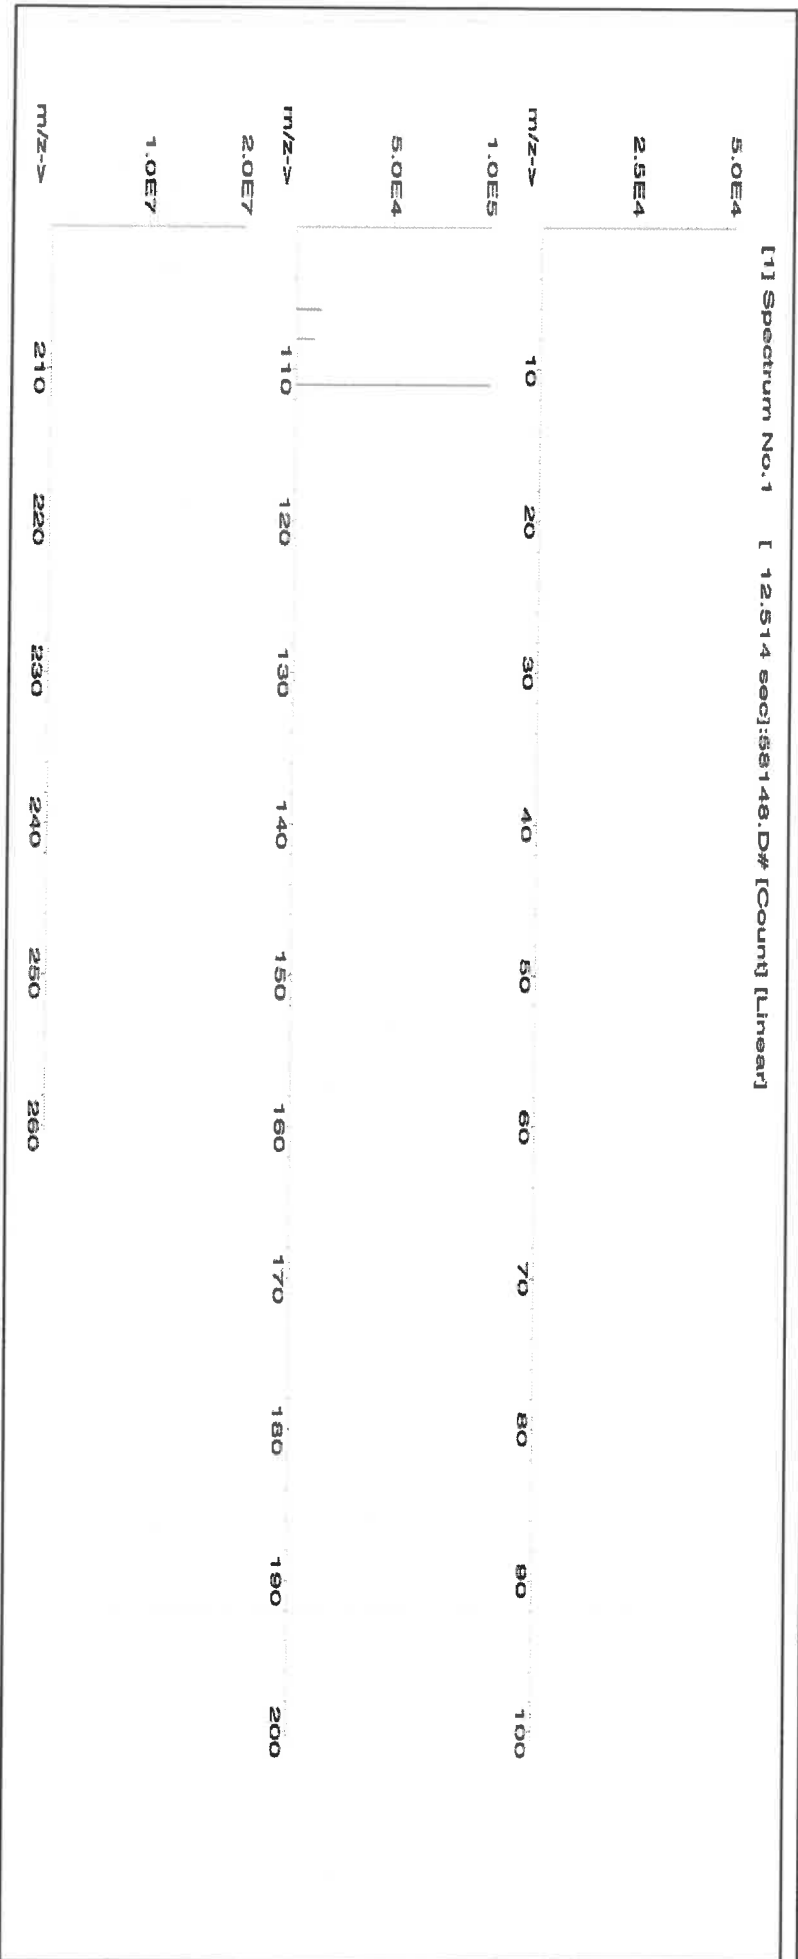 [1] Spectrum No.1 [ 12.514 sec]:58148.D# [Count] [Linear]
5.0E4
2.5E4
m/z-> 10 20 30 40 50 60 70 80 90 100
1.0E5
5.0E4
m/z-> 110 120 130 140 150 160 170 180 190 200
2.0E7
1.0E7
m/z-> 210 220 230 240 250 260